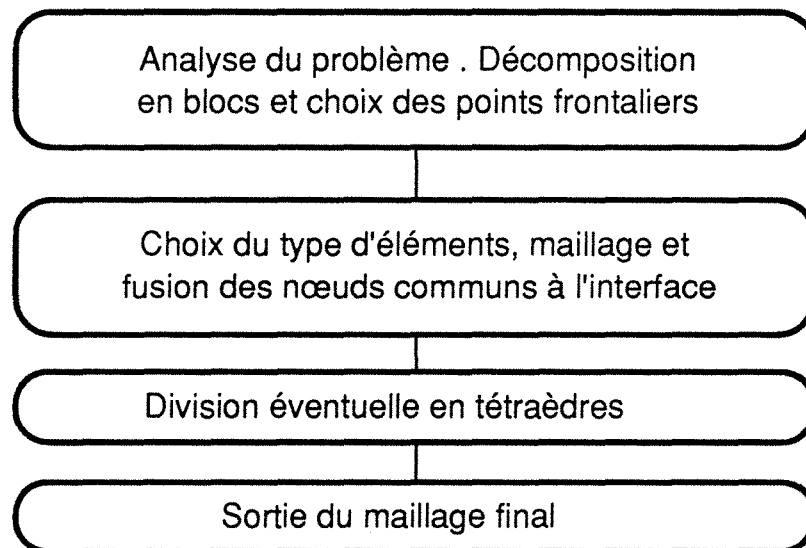 Analyse du problème . Décomposition
en blocs et choix des points frontaliers
Choix du type d'éléments, maillage et
fusion des nœuds communs à l'interface
Division éventuelle en tétraèdres
Sortie du maillage final